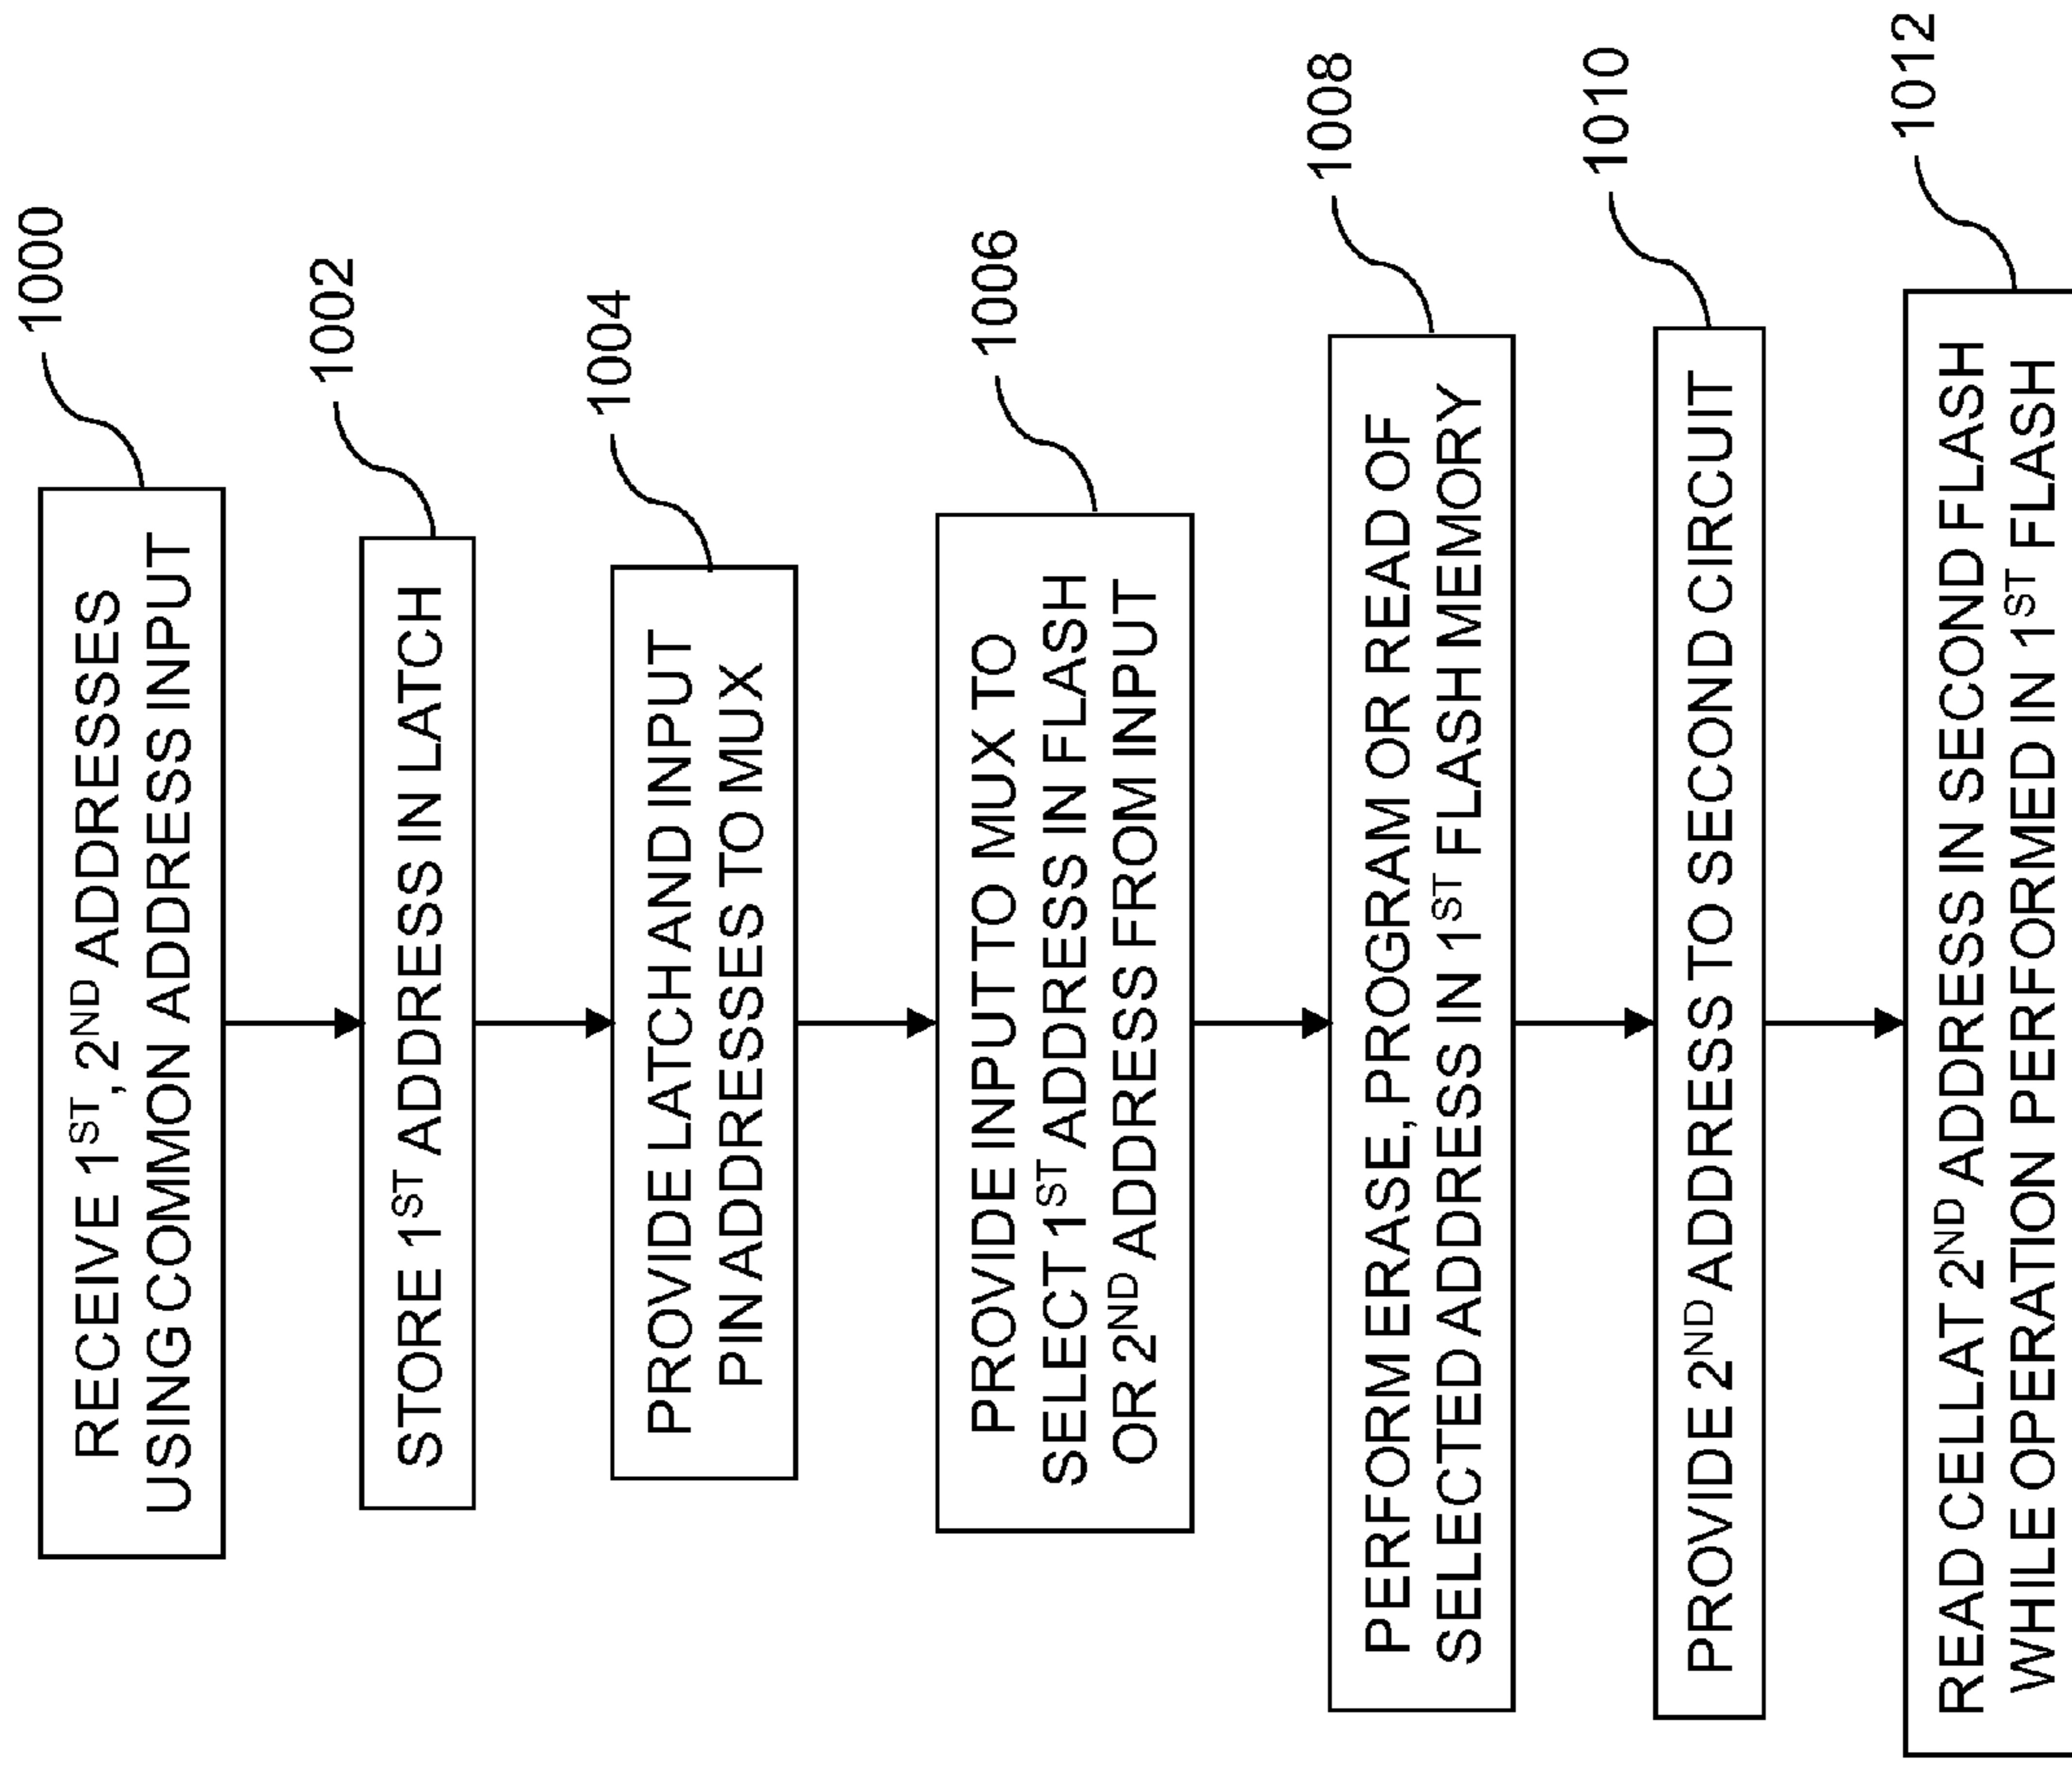 1000
RECEIVE 1ST, 2ND ADDRESSES
USING COMMON ADDRESS INPUT
1002
STORE 1ST ADDRESS IN LATCH
1004
PROVIDE LATCH AND INPUT
PIN ADDRESSES TO MUX
1006
PROVIDE INPUT TO MUX TO
SELECT 1ST ADDRESS IN FLASH
OR 2ND ADDRESS FROM INPUT
1008
PERFORM ERASE, PROGRAM OR READ OF
SELECTED ADDRESS IN 1ST FLASH MEMORY
1010
PROVIDE 2ND ADDRESS TO SECOND CIRCUIT
1012
READ CELL AT 2ND ADDRESS IN SECOND FLASH
WHILE OPERATION PERFORMED IN 1ST FLASH